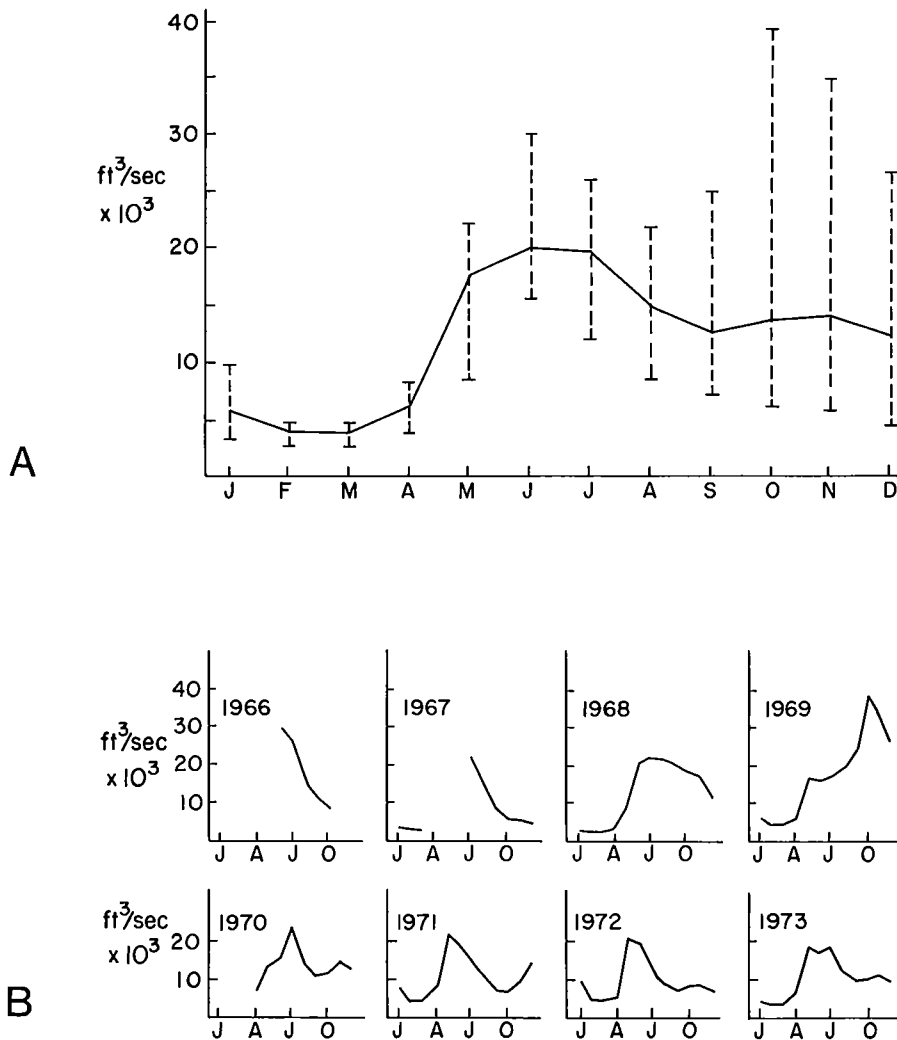 40
30
ft³/sec
x 10³
20
10
A
J F M A M J J A S O N D
40
30
ft³/sec
x 10³
20
10
1966
1967
1968
1969
J A J O
J A J O
J A J O
J A J O
ft³/sec
x 10³
20
10
1970
1971
1972
1973
B
J A J O
J A J O
J A J O
J A J O